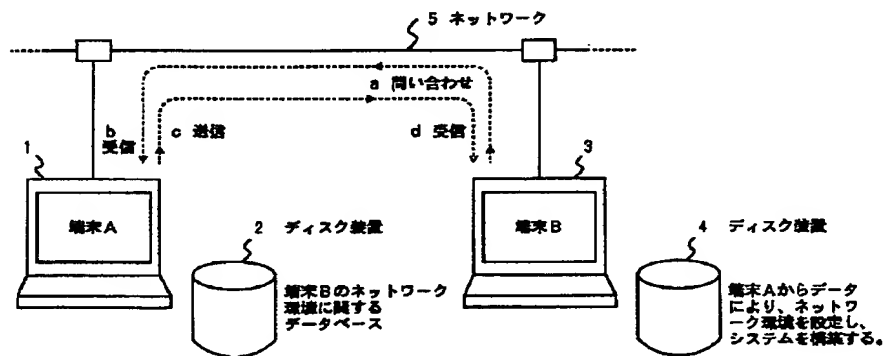 5 ネットワーク
a 問い合わせ
b
受信
c 送信
d 受信
1
3
端末A
端末B
2 ディスク装置
4 ディスク装置
端末Bのネットワーク
環境に関する
データベース
端末Aからデータ
により、ネットワ
ーク環境を設定し、
システムを構築する。